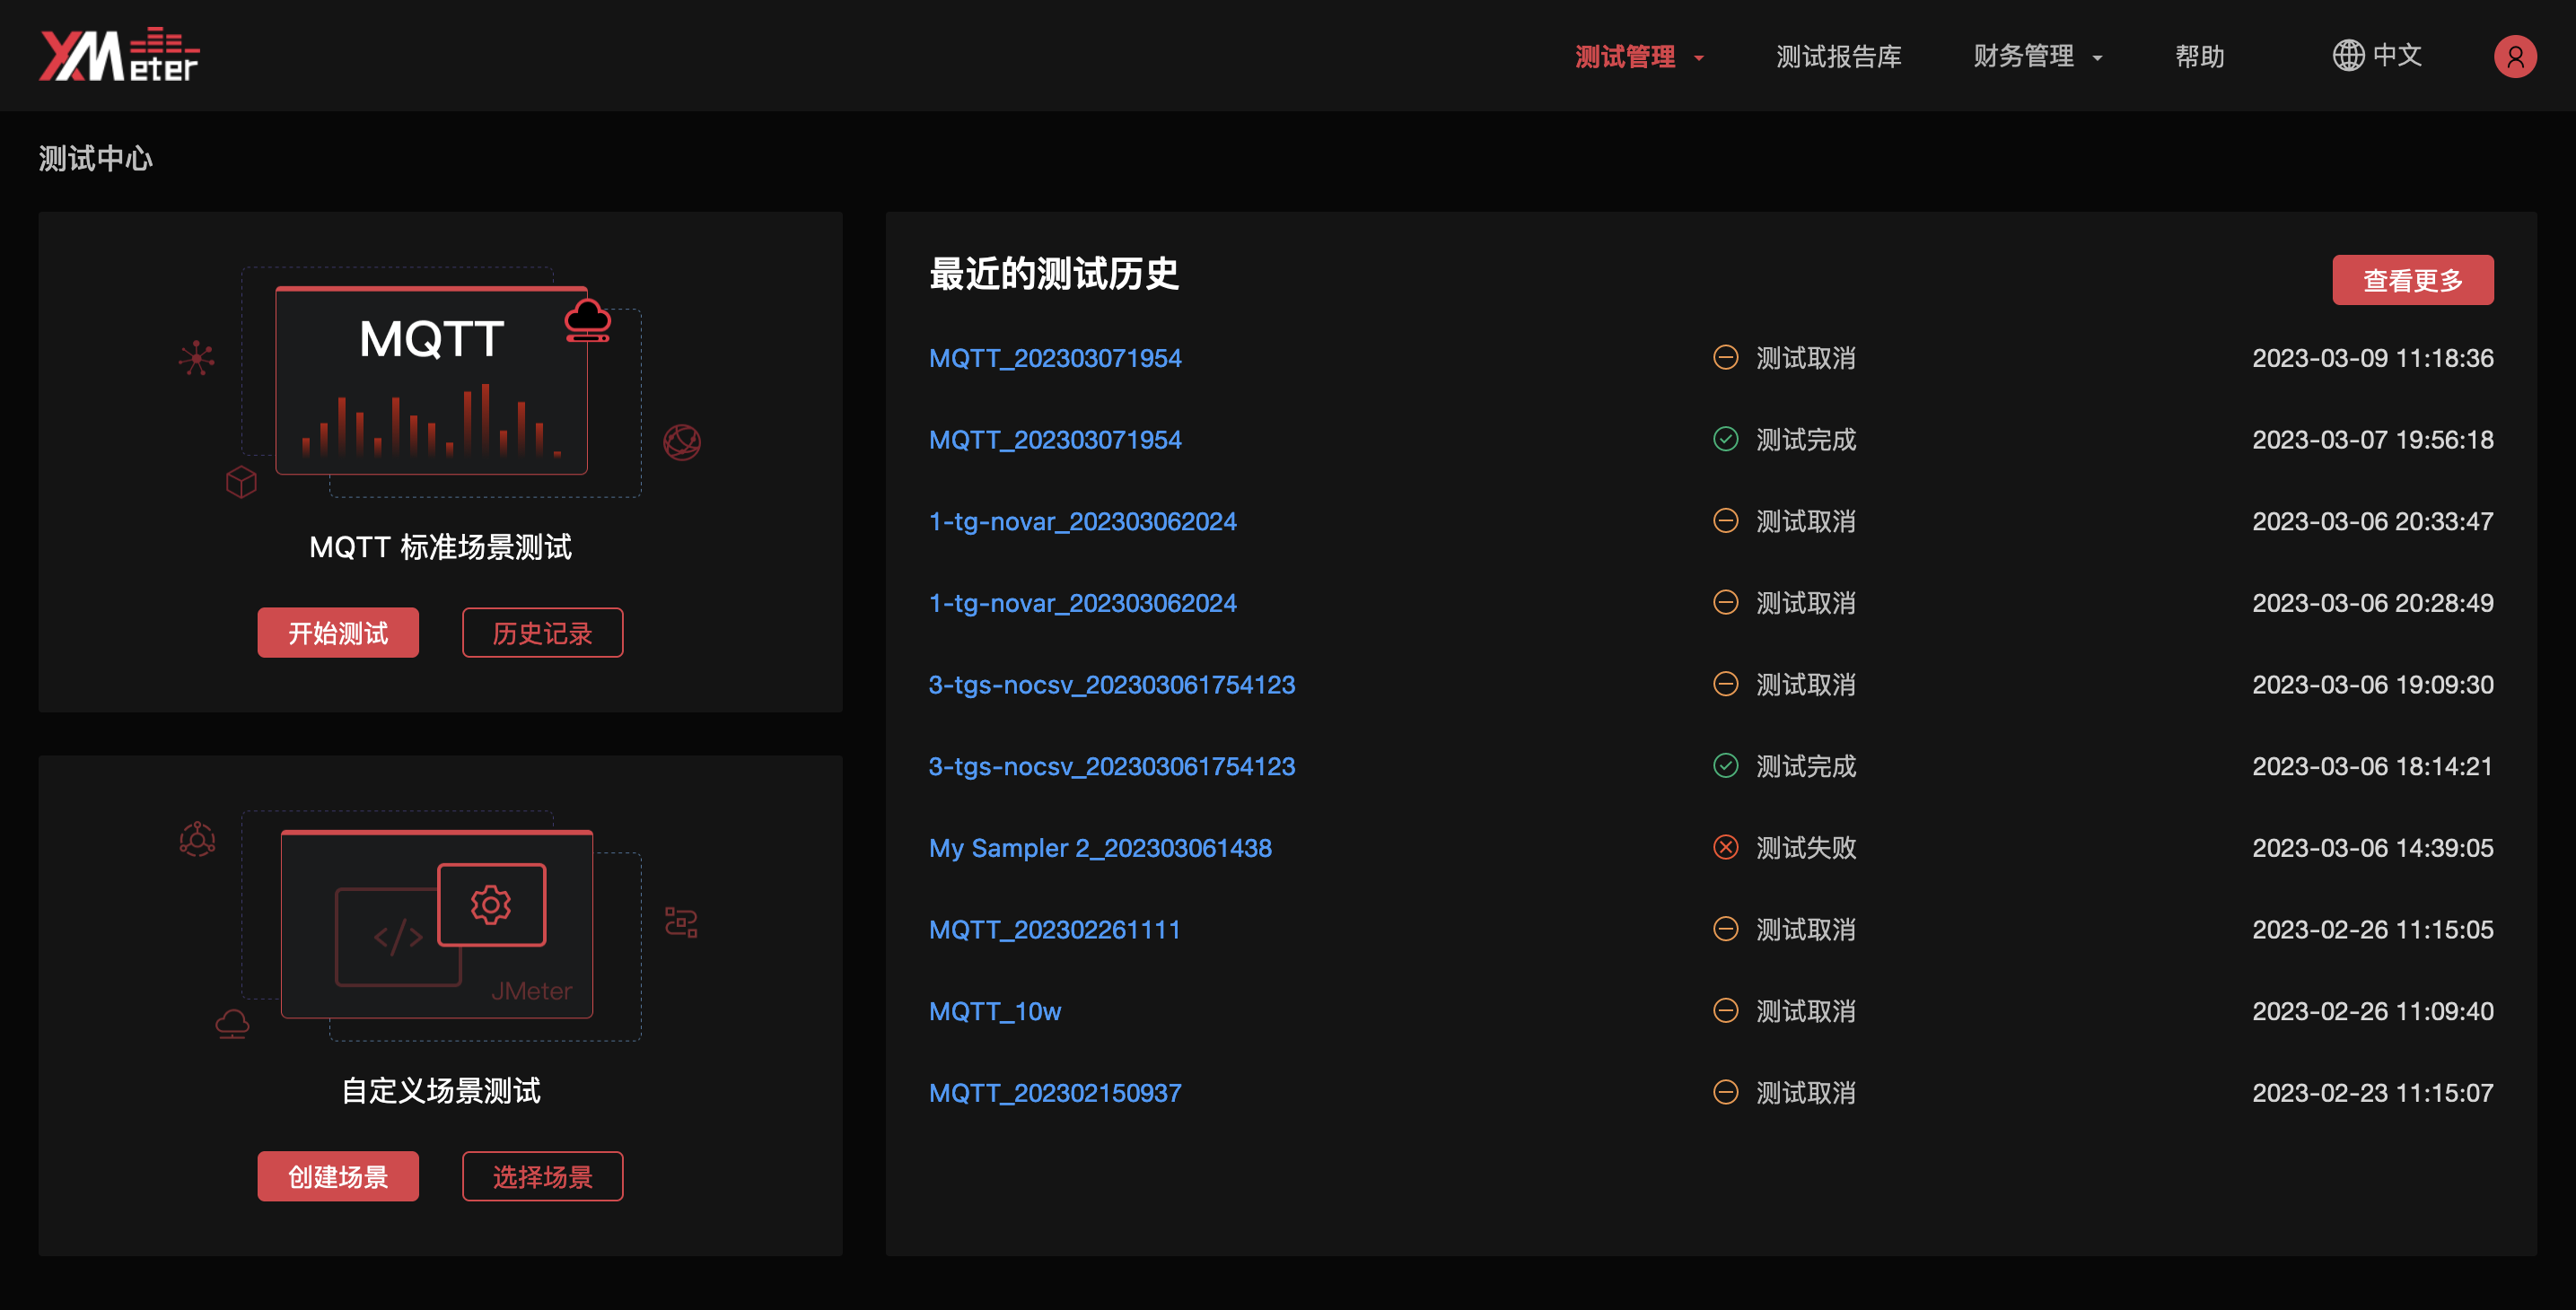 XMeter
测试管理
测试报告库
财务管理
帮助
中文
测试中心
MQTT
MQTT 标准场景测试
开始测试
历史记录
</>
JMeter
自定义场景测试
创建场景
选择场景
最近的测试历史
查看更多
MQTT_202303071954 测试取消 2023-03-09 11:18:36
MQTT_202303071954 测试完成 2023-03-07 19:56:18
1-tg-novar_202303062024 测试取消 2023-03-06 20:33:47
1-tg-novar_202303062024 测试取消 2023-03-06 20:28:49
3-tgs-nocsv_202303061754123 测试取消 2023-03-06 19:09:30
3-tgs-nocsv_202303061754123 测试完成 2023-03-06 18:14:21
My Sampler 2_202303061438 测试失败 2023-03-06 14:39:05
MQTT_202302261111 测试取消 2023-02-26 11:15:05
MQTT_10w 测试取消 2023-02-26 11:09:40
MQTT_202302150937 测试取消 2023-02-23 11:15:07